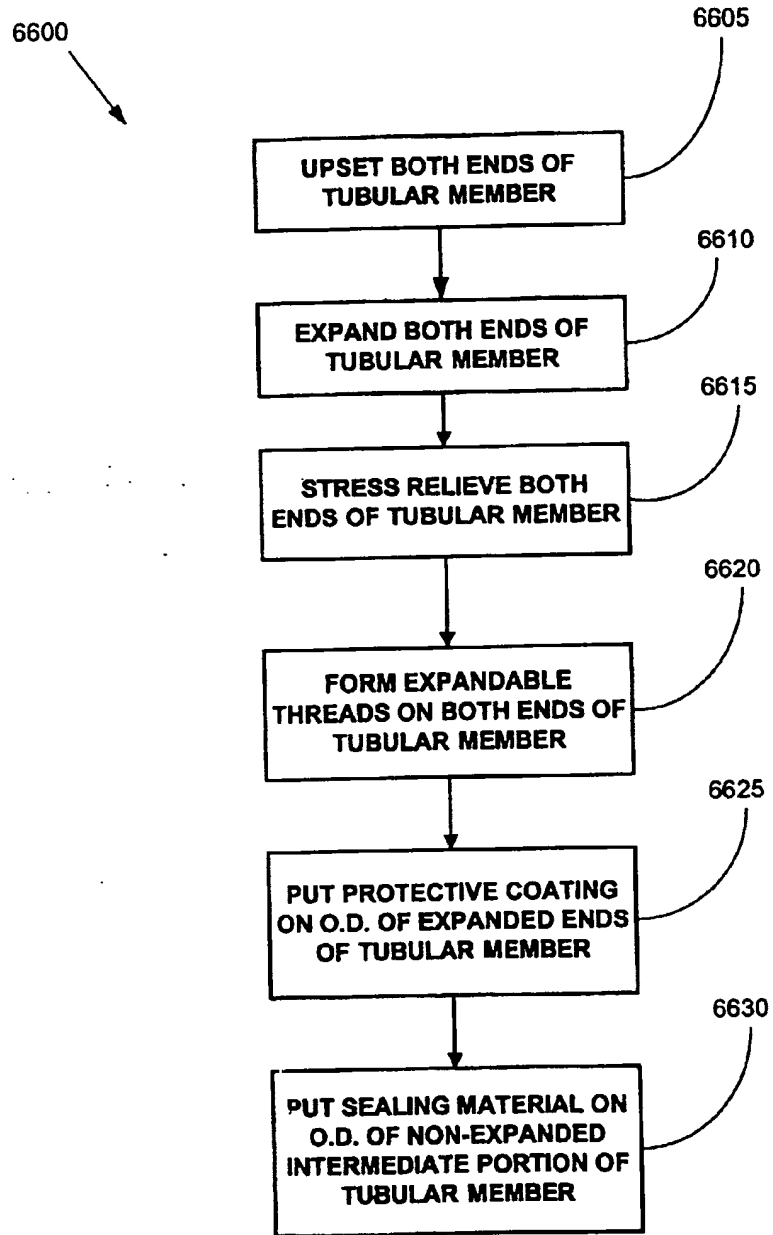 6600
6605
UPSET BOTH ENDS OF
TUBULAR MEMBER
6610
EXPAND BOTH ENDS OF
TUBULAR MEMBER
6615
STRESS RELIEVE BOTH
ENDS OF TUBULAR MEMBER
6620
FORM EXPANDABLE
THREADS ON BOTH ENDS OF
TUBULAR MEMBER
6625
PUT PROTECTIVE COATING
ON O.D. OF EXPANDED ENDS
OF TUBULAR MEMBER
6630
PUT SEALING MATERIAL ON
O.D. OF NON-EXPANDED
INTERMEDIATE PORTION OF
TUBULAR MEMBER